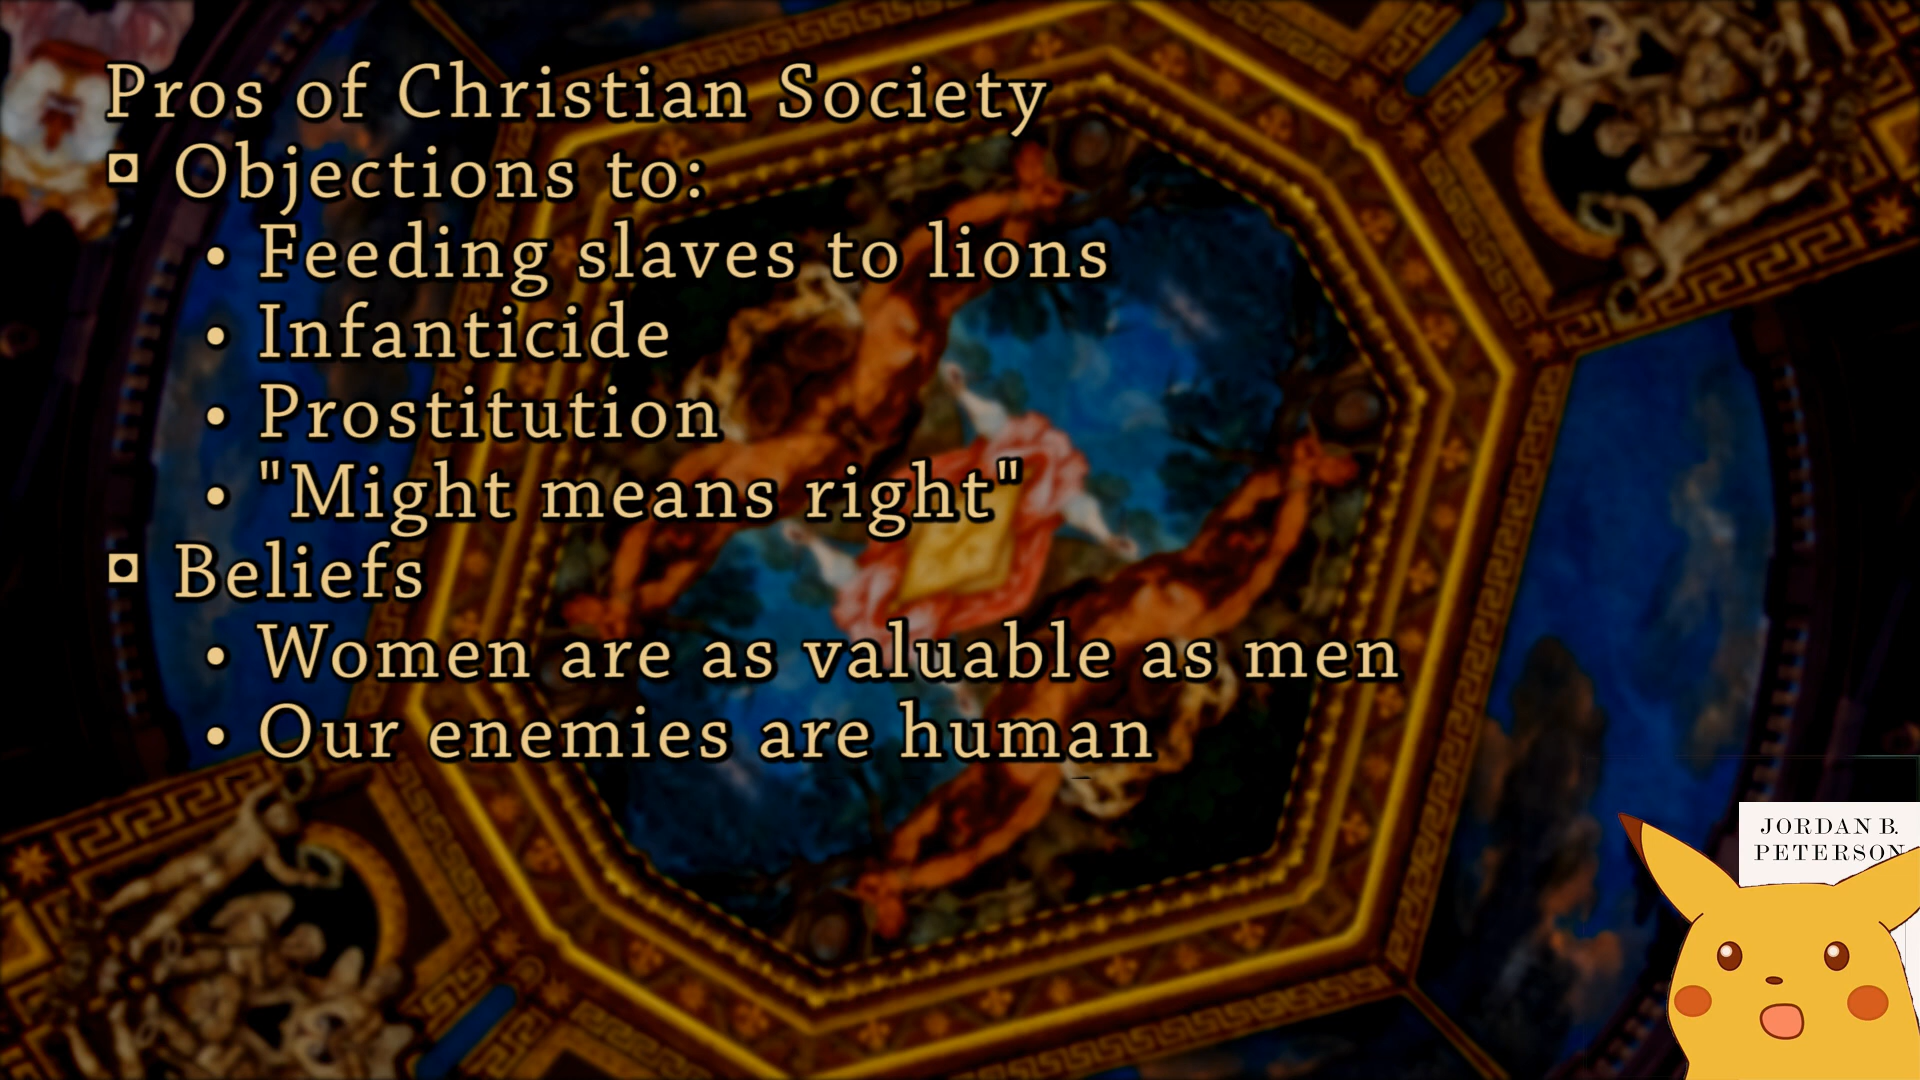 Pros of Christian Society
◘ Objections to:
• Feeding slaves to lions
• Infanticide
• Prostitution
• "Might means right"
◘ Beliefs
• Women are as valuable as men
• Our enemies are human
JORDAN B.
PETERSON